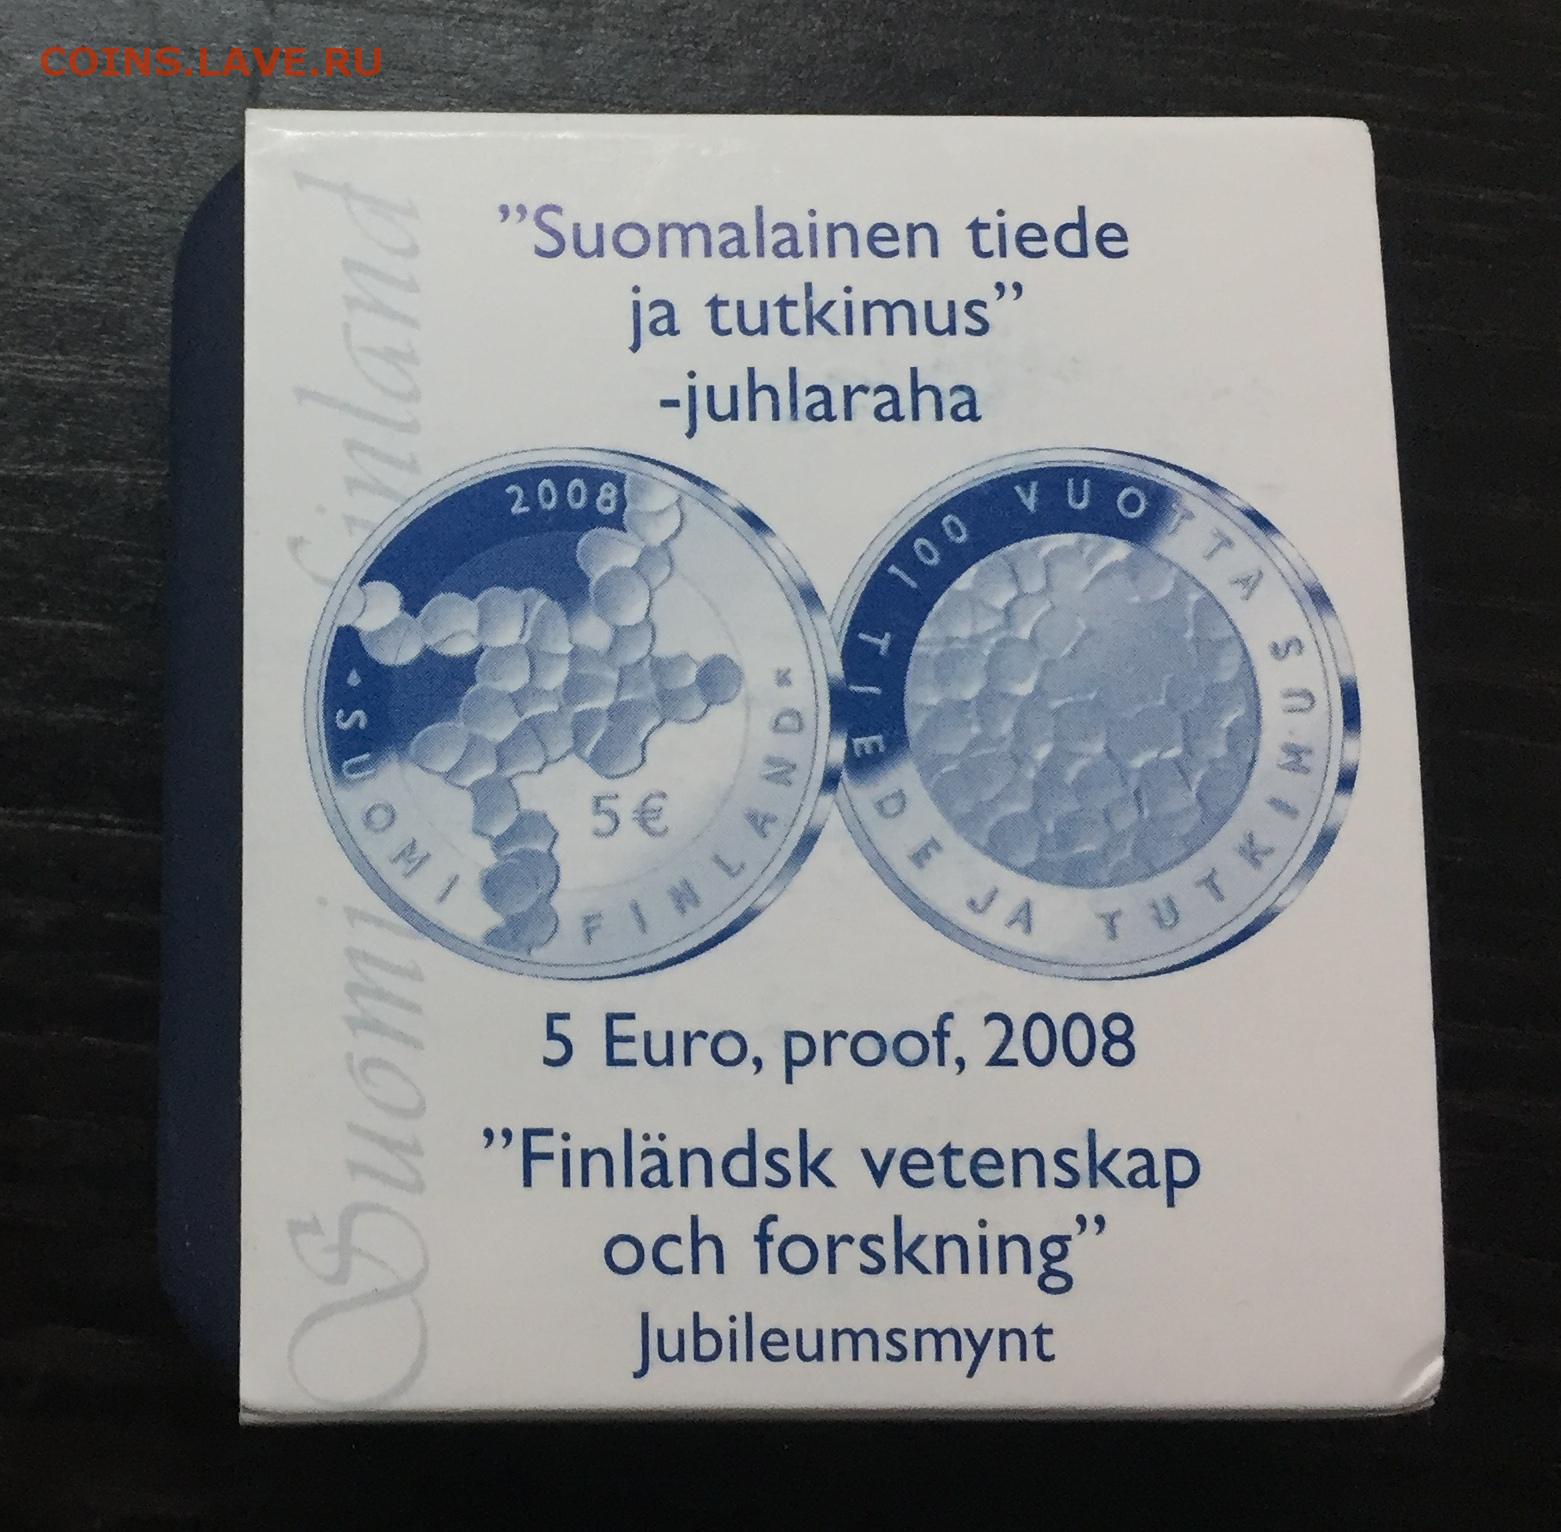 COINS.LAVE.RU
Suomi Finland
”Suomalainen tiede
ja tutkimus”
-juhlaraha
2008
SUOMI FINLAND
5€
100 VUOTTA SUOMALAISTA
TIEDE JA TUTKIMUS
5 Euro, proof, 2008
”Finländsk vetenskap
och forskning”
Jubileumsmynt